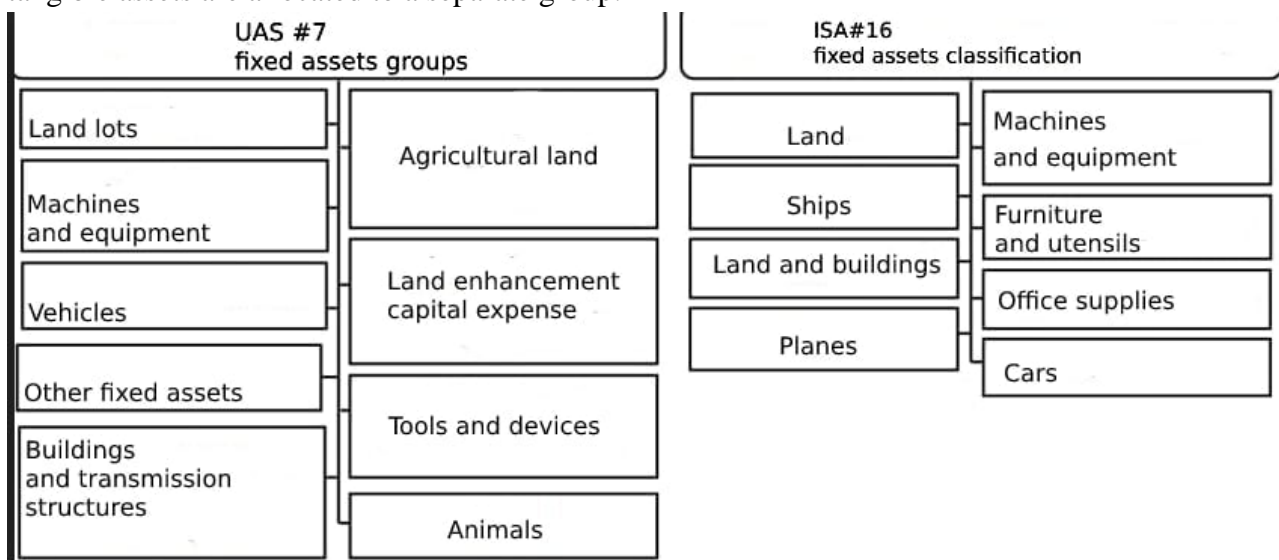 UAS #7
fixed assets groups
Land lots
Machines
and equipment
Vehicles
Other fixed assets
Buildings
and transmission
structures
Agricultural land
Land enhancement
capital expense
Tools and devices
Animals
ISA#16
fixed assets classification
Land
Ships
Land and buildings
Planes
Machines
and equipment
Furniture
and utensils
Office supplies
Cars